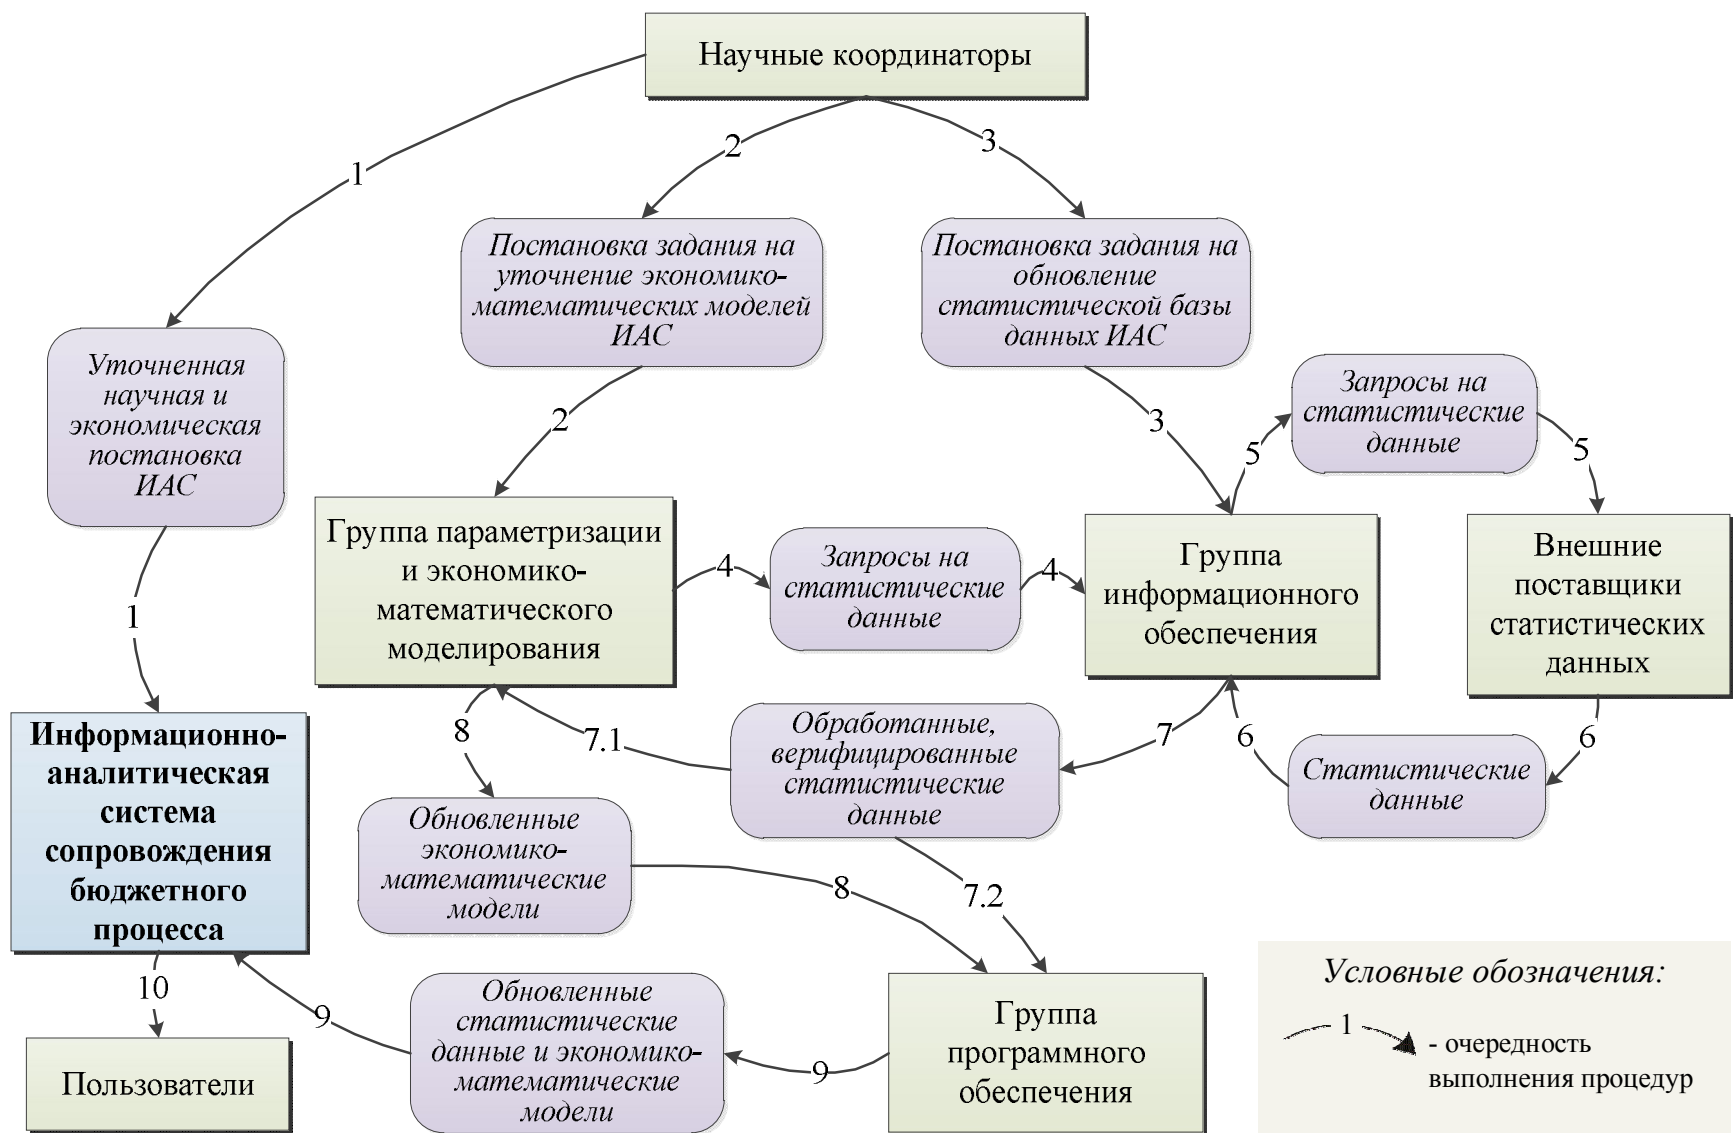 Научные координаторы
1
2
3
Постановка задания на
уточнение экономико-
математических моделей
ИАС
Постановка задания на
обновление
статистической базы
данных ИАС
Уточненная
научная и
экономическая
постановка
ИАС
Запросы на
статистические
данные
2
3
5
5
Группа параметризации
и экономико-
математического
моделирования
4
Запросы на
статистические
данные
4
Группа
информационного
обеспечения
Внешние
поставщики
статистических
данных
1
Информационно-
аналитическая
система
сопровождения
бюджетного
процесса
8
7.1
Обработанные,
верифицированные
статистические
данные
7
6
Статистические
данные
6
Обновленные
экономико-
математические
модели
8
7.2
10
9
Обновленные
статистические
данные и экономико-
математические
модели
9
Группа
программного
обеспечения
Пользователи
Условные обозначения:
1
- очередность
выполнения процедур